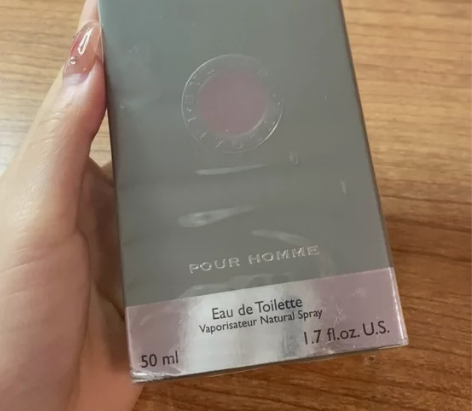 POUR HOMME
Eau de Toilette
Vaporisateur Natural Spray
50 ml
1.7 fl.oz. U.S.